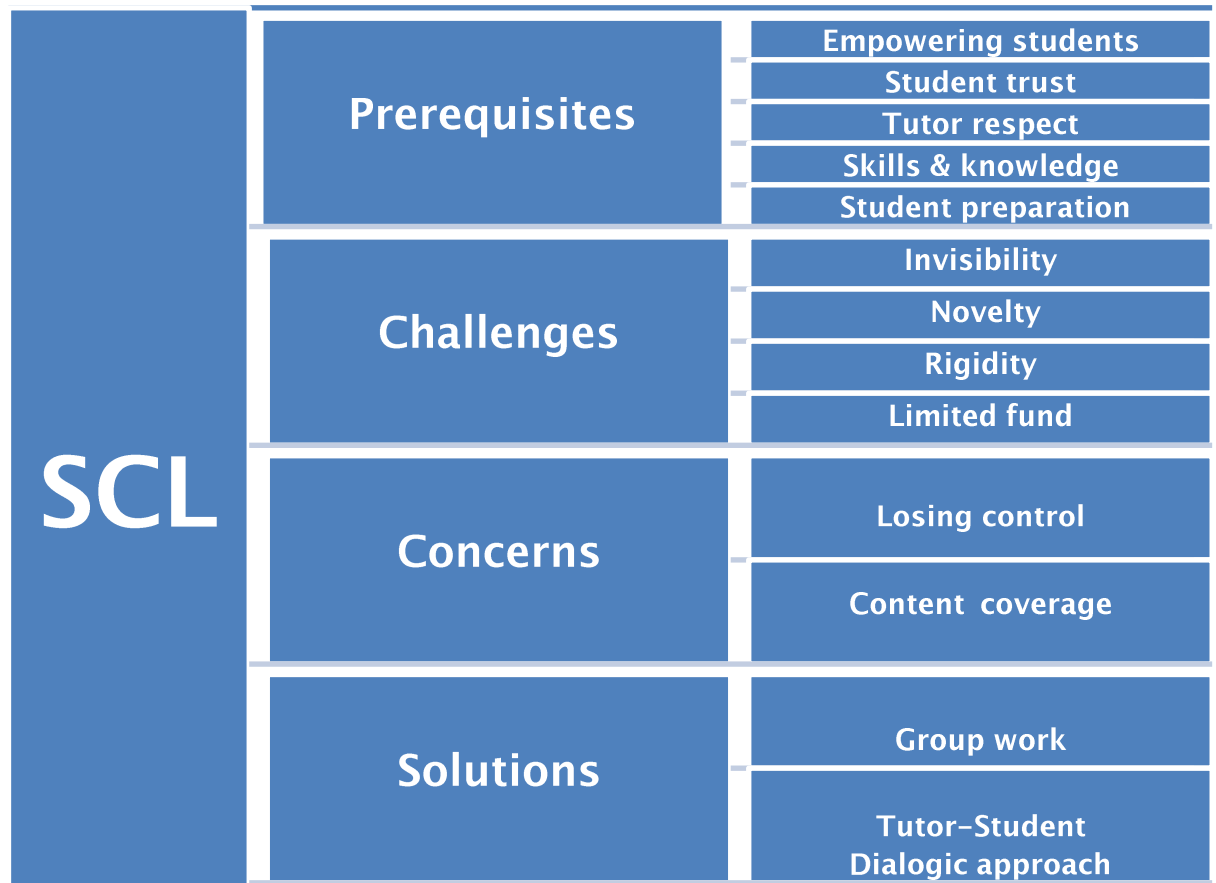 SCL
Prerequisites
Empowering students
Student trust
Tutor respect
Skills & knowledge
Student preparation
Challenges
Invisibility
Novelty
Rigidity
Limited fund
Concerns
Losing control
Content  coverage
Solutions
Group work
Tutor–Student
Dialogic approach